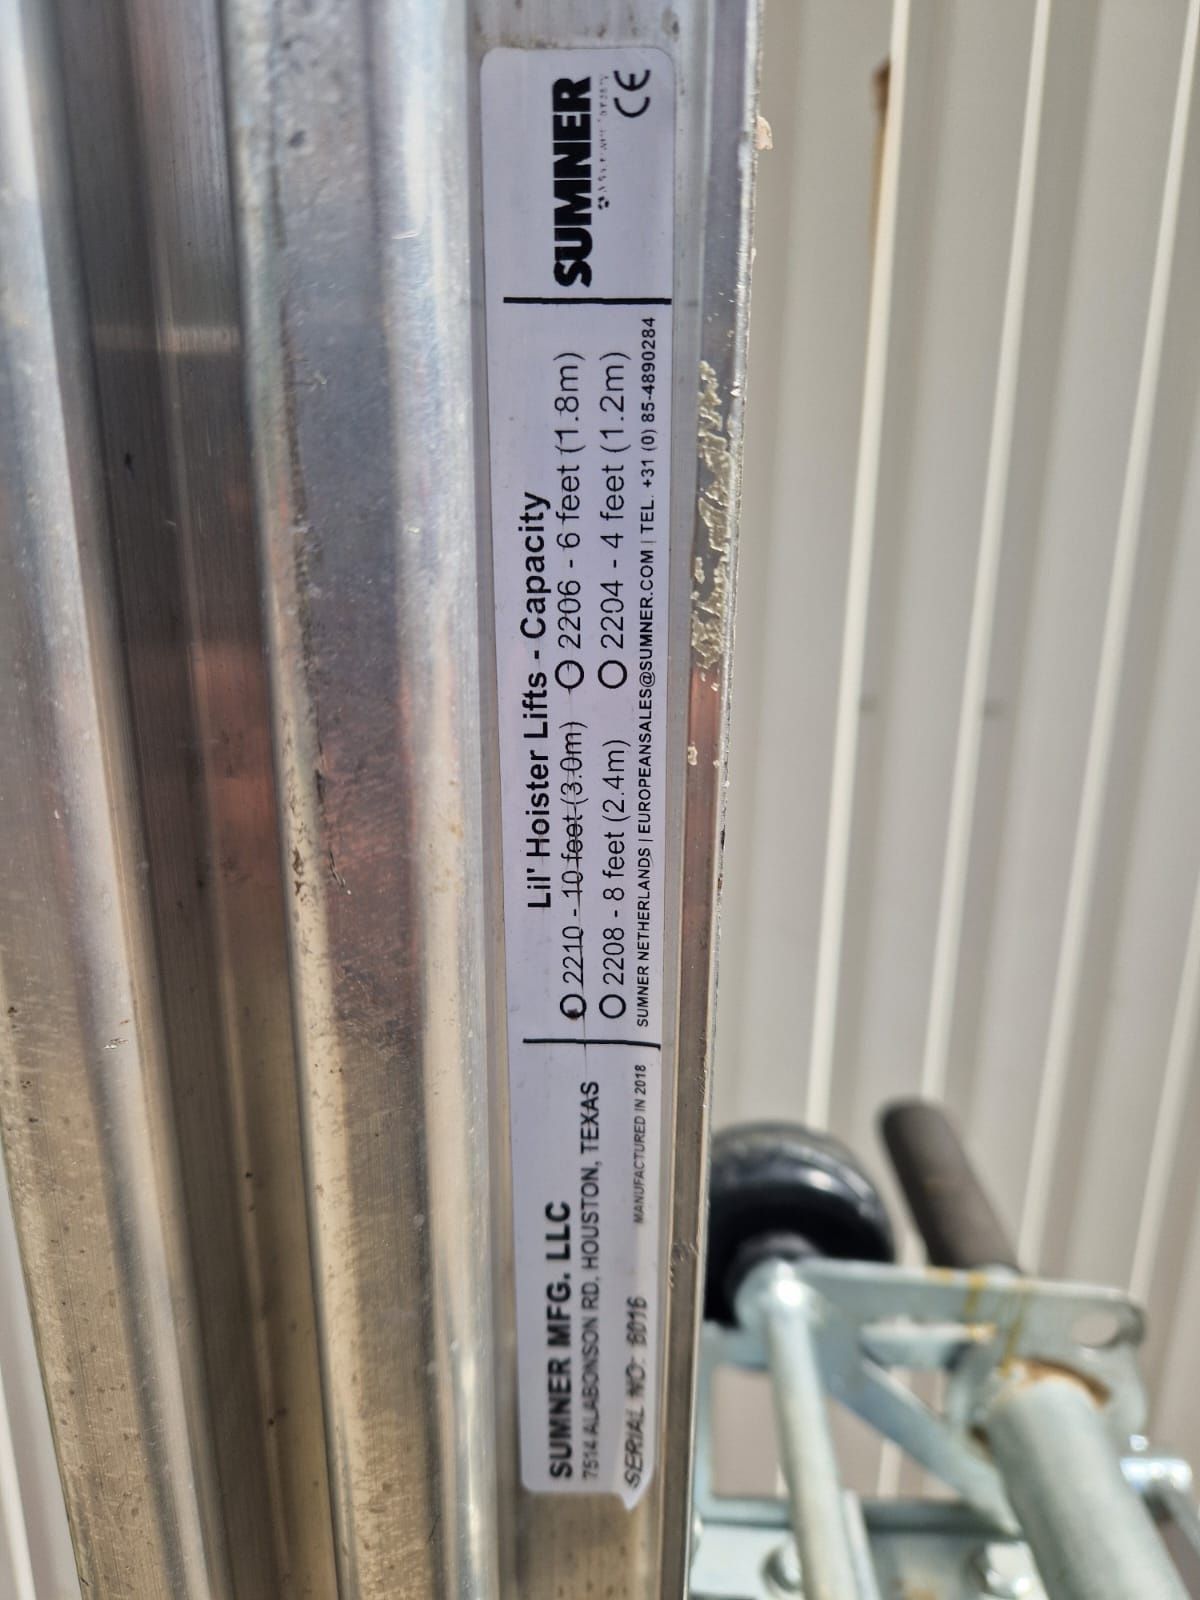 SUMNER MFG. LLC
7514 ALABONSON RD, HOUSTON, TEXAS
SERIAL NO: 6016
MANUFACTURED IN 2018
Lil' Hoister Lifts - Capacity
2210 - 10 feet (3.0m) 2206 - 6 feet (1.8m)
2208 - 8 feet (2.4m) 2204 - 4 feet (1.2m)
SUMNER NETHERLANDS | EUROPEANSALES@SUMNER.COM | TEL. +31 (0) 85-4890284
SUMNER
CE